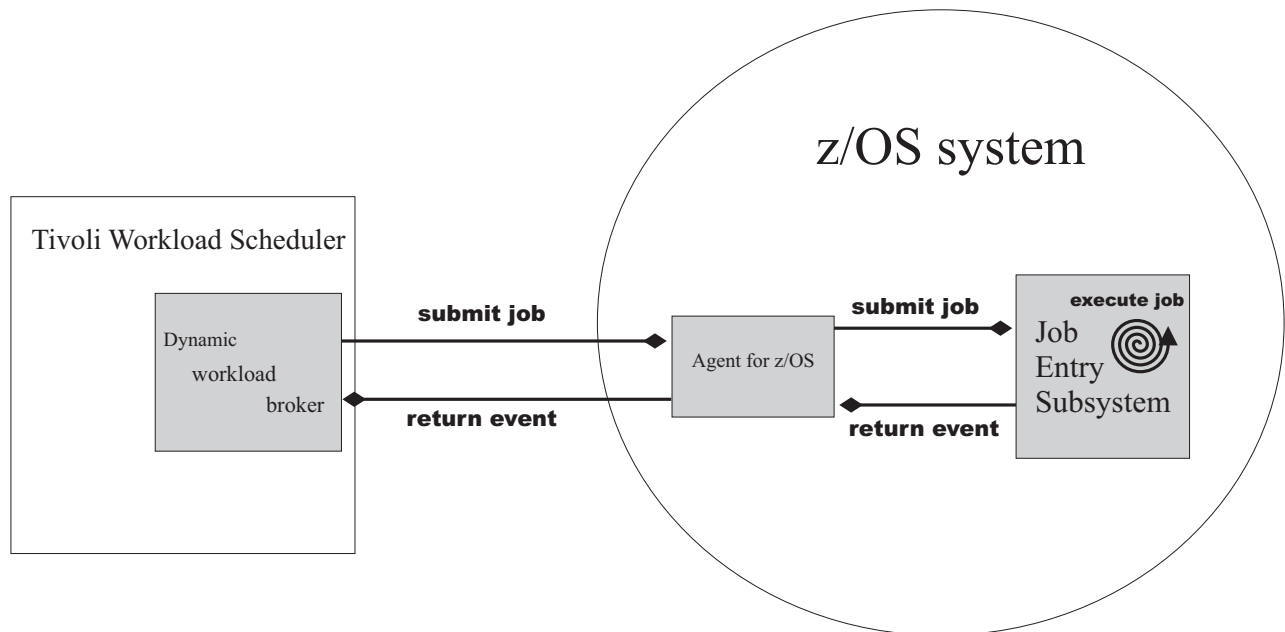 z/OS system
Tivoli Workload Scheduler
Dynamic
workload
broker
submit job
return event
Agent for z/OS
submit job
return event
execute job
Job
Entry
Subsystem